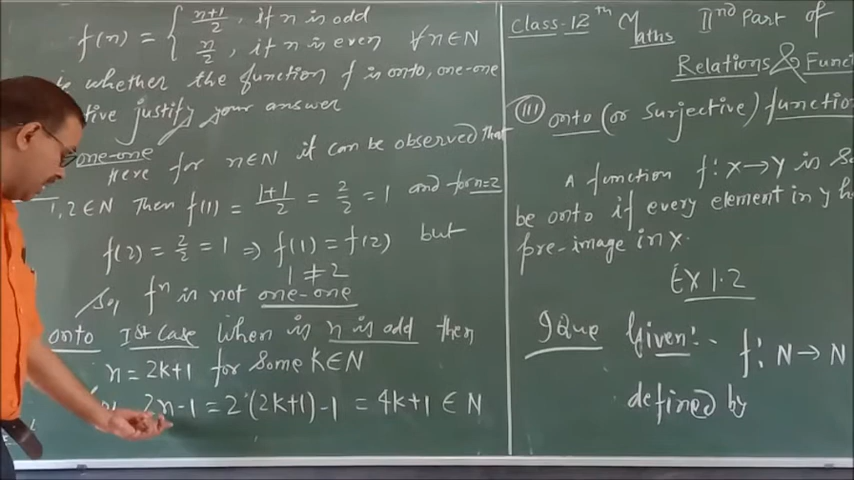 f(n) = { n+1/2, if n is odd
n/2, if n is even ∀ n∈N
whether the function f is onto, one-one
tive justify your answer
one-one
Here for n∈N it can be observed that
1,2 ∈ N Then f(1) = 1+1/2 = 2/2 = 1 and for n=2
f(2) = 2/2 = 1 ⇒ f(1) = f(2) but
1 ≠ 2
So, fⁿ is not one-one
onto Ist case When is n is odd then
n = 2k+1 for some K∈N
2n-1 = 2(2k+1)-1 = 4k+1 ∈ N
Class-12th Maths IInd part of
Relations & Func
(III) onto (or surjective) function
A function f: X→Y is
be onto if every element in y
pre-image in X.
EX 1.2
9 Que Given:- f: N→N
defined by